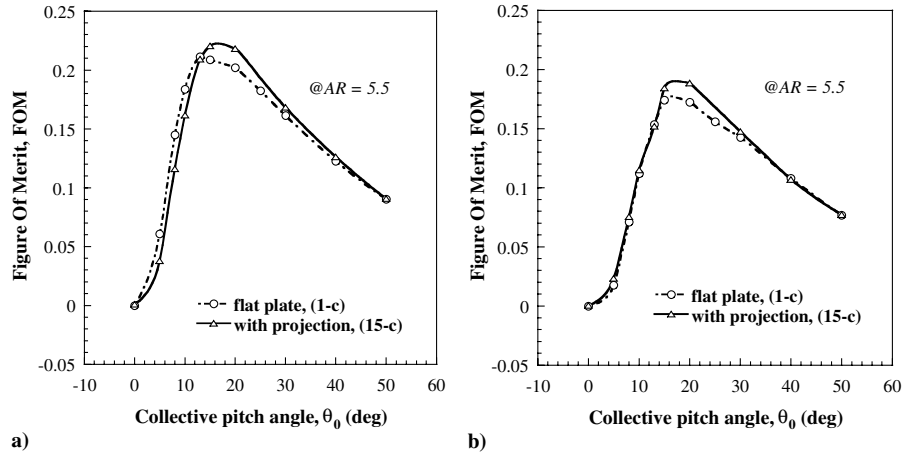 0.25
0.2
0.15
0.1
0.05
0
-0.05
-10 0 10 20 30 40 50 60
Figure Of Merit, FOM
Collective pitch angle, θ0 (deg)
@AR = 5.5
flat plate, (1-c)
with projection, (15-c)
a)
0.25
0.2
0.15
0.1
0.05
0
-0.05
-10 0 10 20 30 40 50 60
Figure Of Merit, FOM
Collective pitch angle, θ0 (deg)
@AR = 5.5
flat plate, (1-c)
with projection, (15-c)
b)